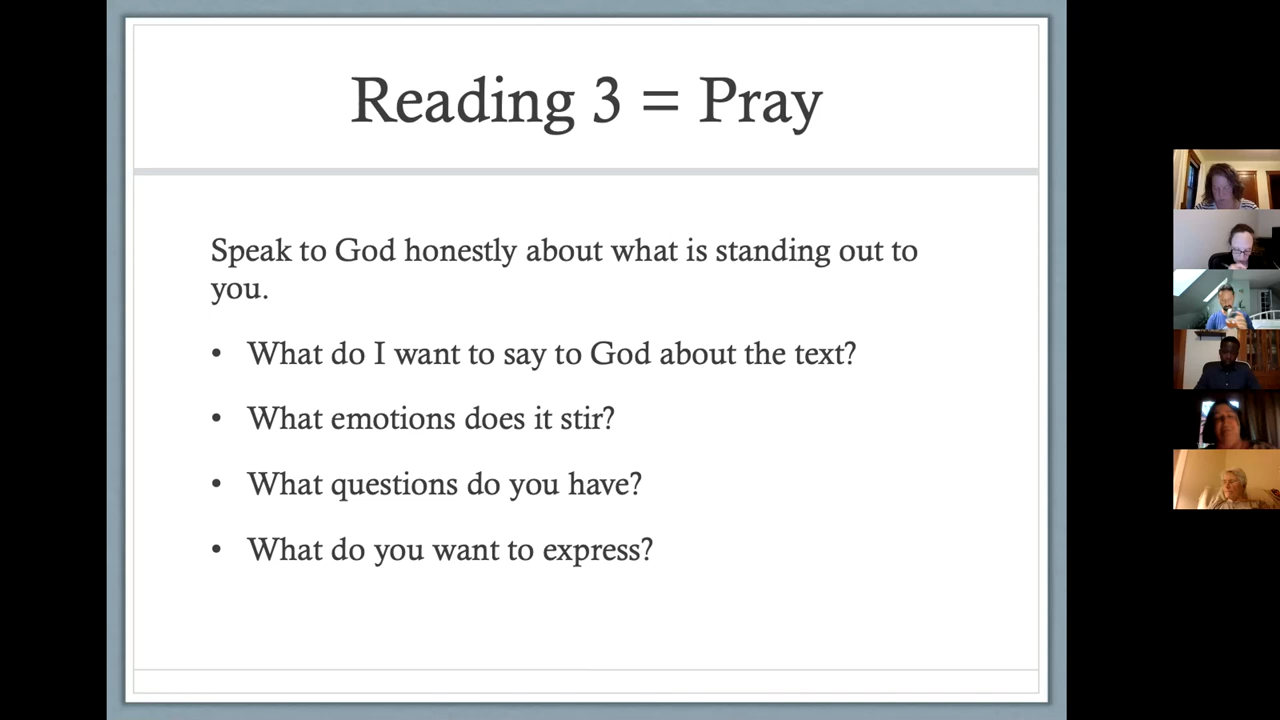 Reading 3 = Pray
Speak to God honestly about what is standing out to
you.
• What do I want to say to God about the text?
• What emotions does it stir?
• What questions do you have?
• What do you want to express?